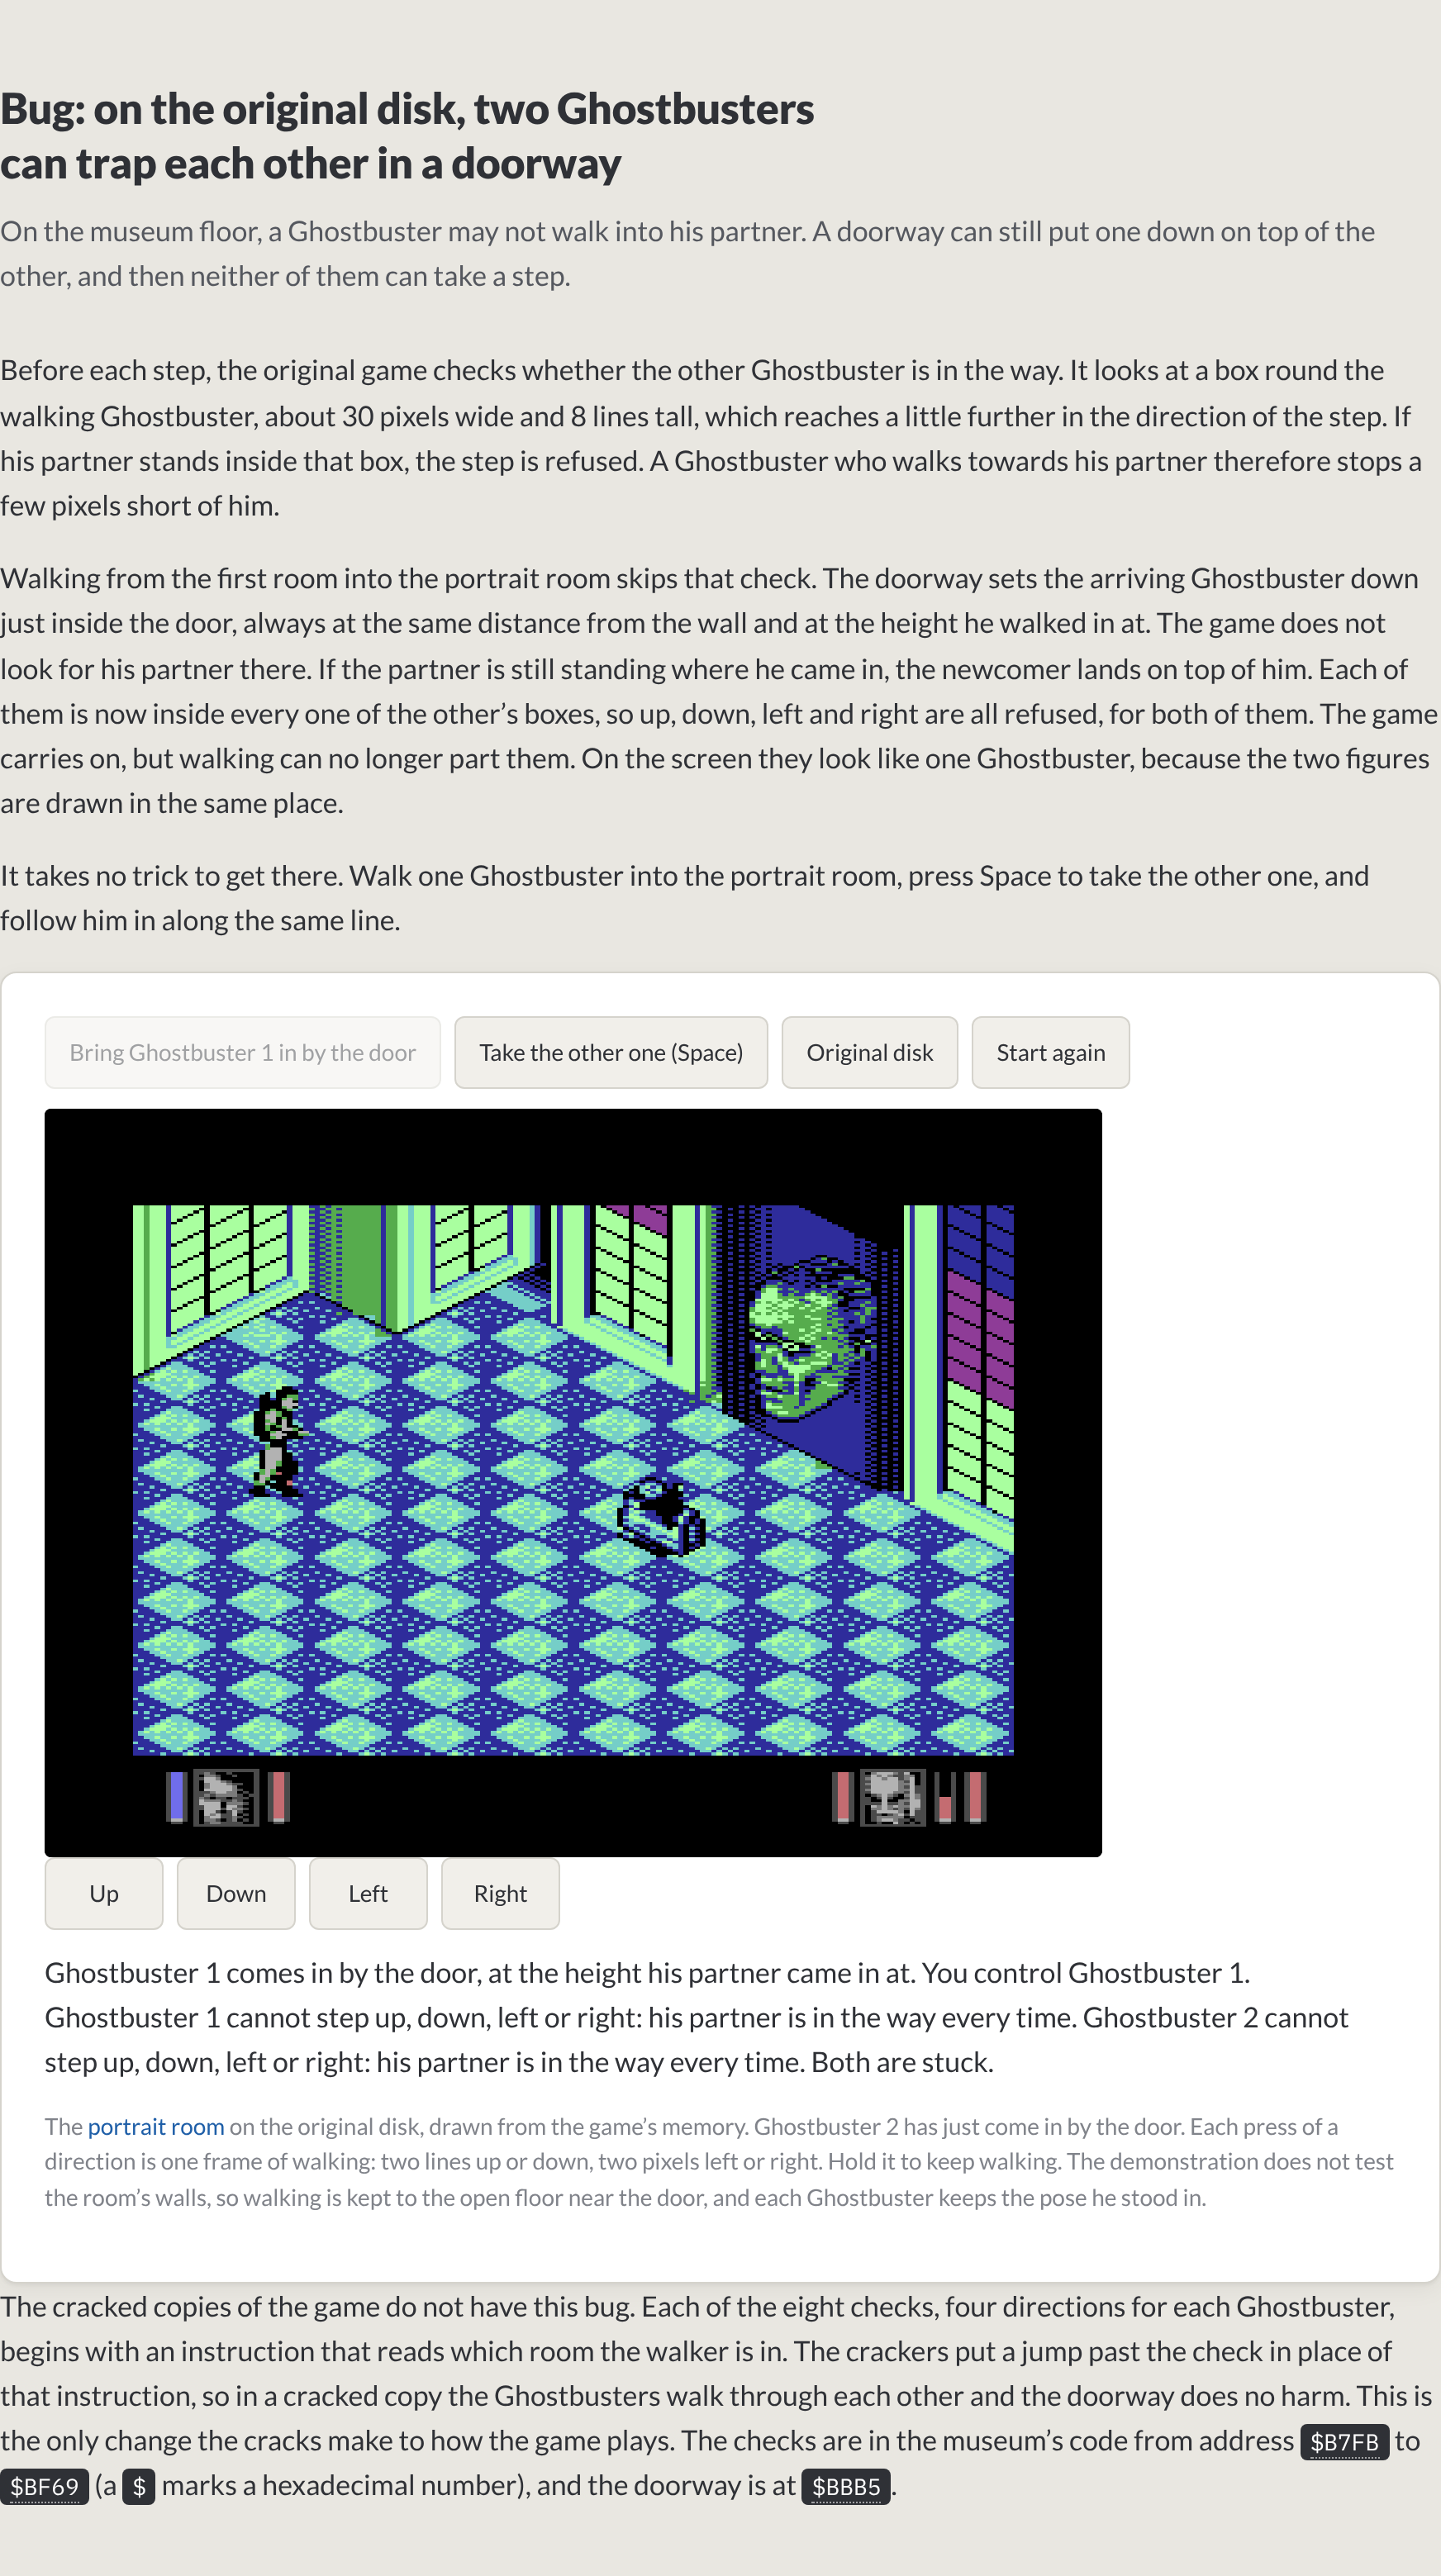 Bug: on the original disk, two Ghostbusters
can trap each other in a doorway
On the museum floor, a Ghostbuster may not walk into his partner. A doorway can still put one down on top of the
other, and then neither of them can take a step.
Before each step, the original game checks whether the other Ghostbuster is in the way. It looks at a box round the
walking Ghostbuster, about 30 pixels wide and 8 lines tall, which reaches a little further in the direction of the step. If
his partner stands inside that box, the step is refused. A Ghostbuster who walks towards his partner therefore stops a
few pixels short of him.
Walking from the first room into the portrait room skips that check. The doorway sets the arriving Ghostbuster down
just inside the door, always at the same distance from the wall and at the height he walked in at. The game does not
look for his partner there. If the partner is still standing where he came in, the newcomer lands on top of him. Each of
them is now inside every one of the other’s boxes, so up, down, left and right are all refused, for both of them. The game
carries on, but walking can no longer part them. On the screen they look like one Ghostbuster, because the two figures
are drawn in the same place.
It takes no trick to get there. Walk one Ghostbuster into the portrait room, press Space to take the other one, and
follow him in along the same line.
Bring Ghostbuster 1 in by the door Take the other one (Space) Original disk Start again
Up Down Left Right
Ghostbuster 1 comes in by the door, at the height his partner came in at. You control Ghostbuster 1.
Ghostbuster 1 cannot step up, down, left or right: his partner is in the way every time. Ghostbuster 2 cannot
step up, down, left or right: his partner is in the way every time. Both are stuck.
The portrait room on the original disk, drawn from the game’s memory. Ghostbuster 2 has just come in by the door. Each press of a
direction is one frame of walking: two lines up or down, two pixels left or right. Hold it to keep walking. The demonstration does not test
the room’s walls, so walking is kept to the open floor near the door, and each Ghostbuster keeps the pose he stood in.
The cracked copies of the game do not have this bug. Each of the eight checks, four directions for each Ghostbuster,
begins with an instruction that reads which room the walker is in. The crackers put a jump past the check in place of
that instruction, so in a cracked copy the Ghostbusters walk through each other and the doorway does no harm. This is
the only change the cracks make to how the game plays. The checks are in the museum’s code from address $B7FB to
$BF69 (a $ marks a hexadecimal number), and the doorway is at $BBB5.